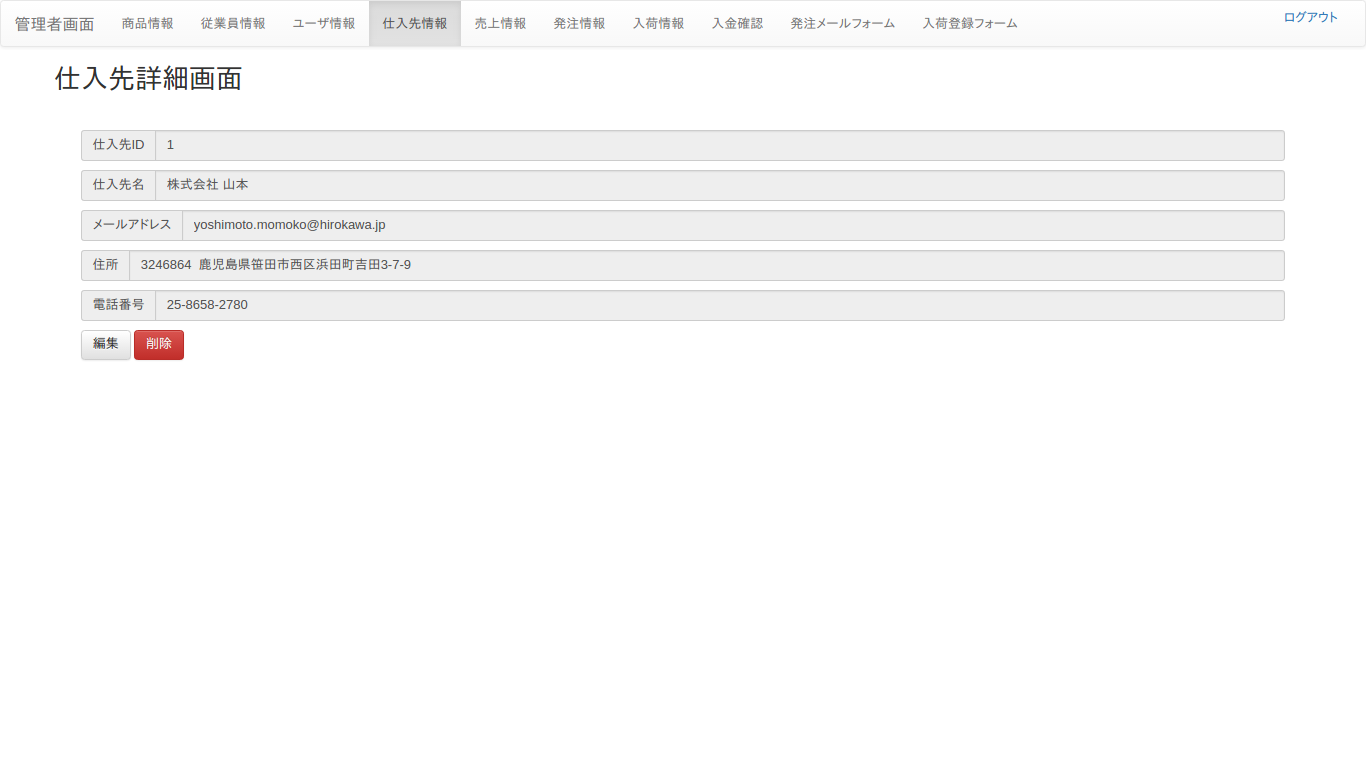 管理者画面 商品情報 従業員情報 ユーザ情報 仕入先情報 売上情報 発注情報 入荷情報 入金確認 発注メールフォーム 入荷登録フォーム ログアウト
仕入先詳細画面
仕入先ID 1
仕入先名 株式会社 山本
メールアドレス yoshimoto.momoko@hirokawa.jp
住所 3246864 鹿児島県笹田市西区浜田町吉田3-7-9
電話番号 25-8658-2780
編集 削除